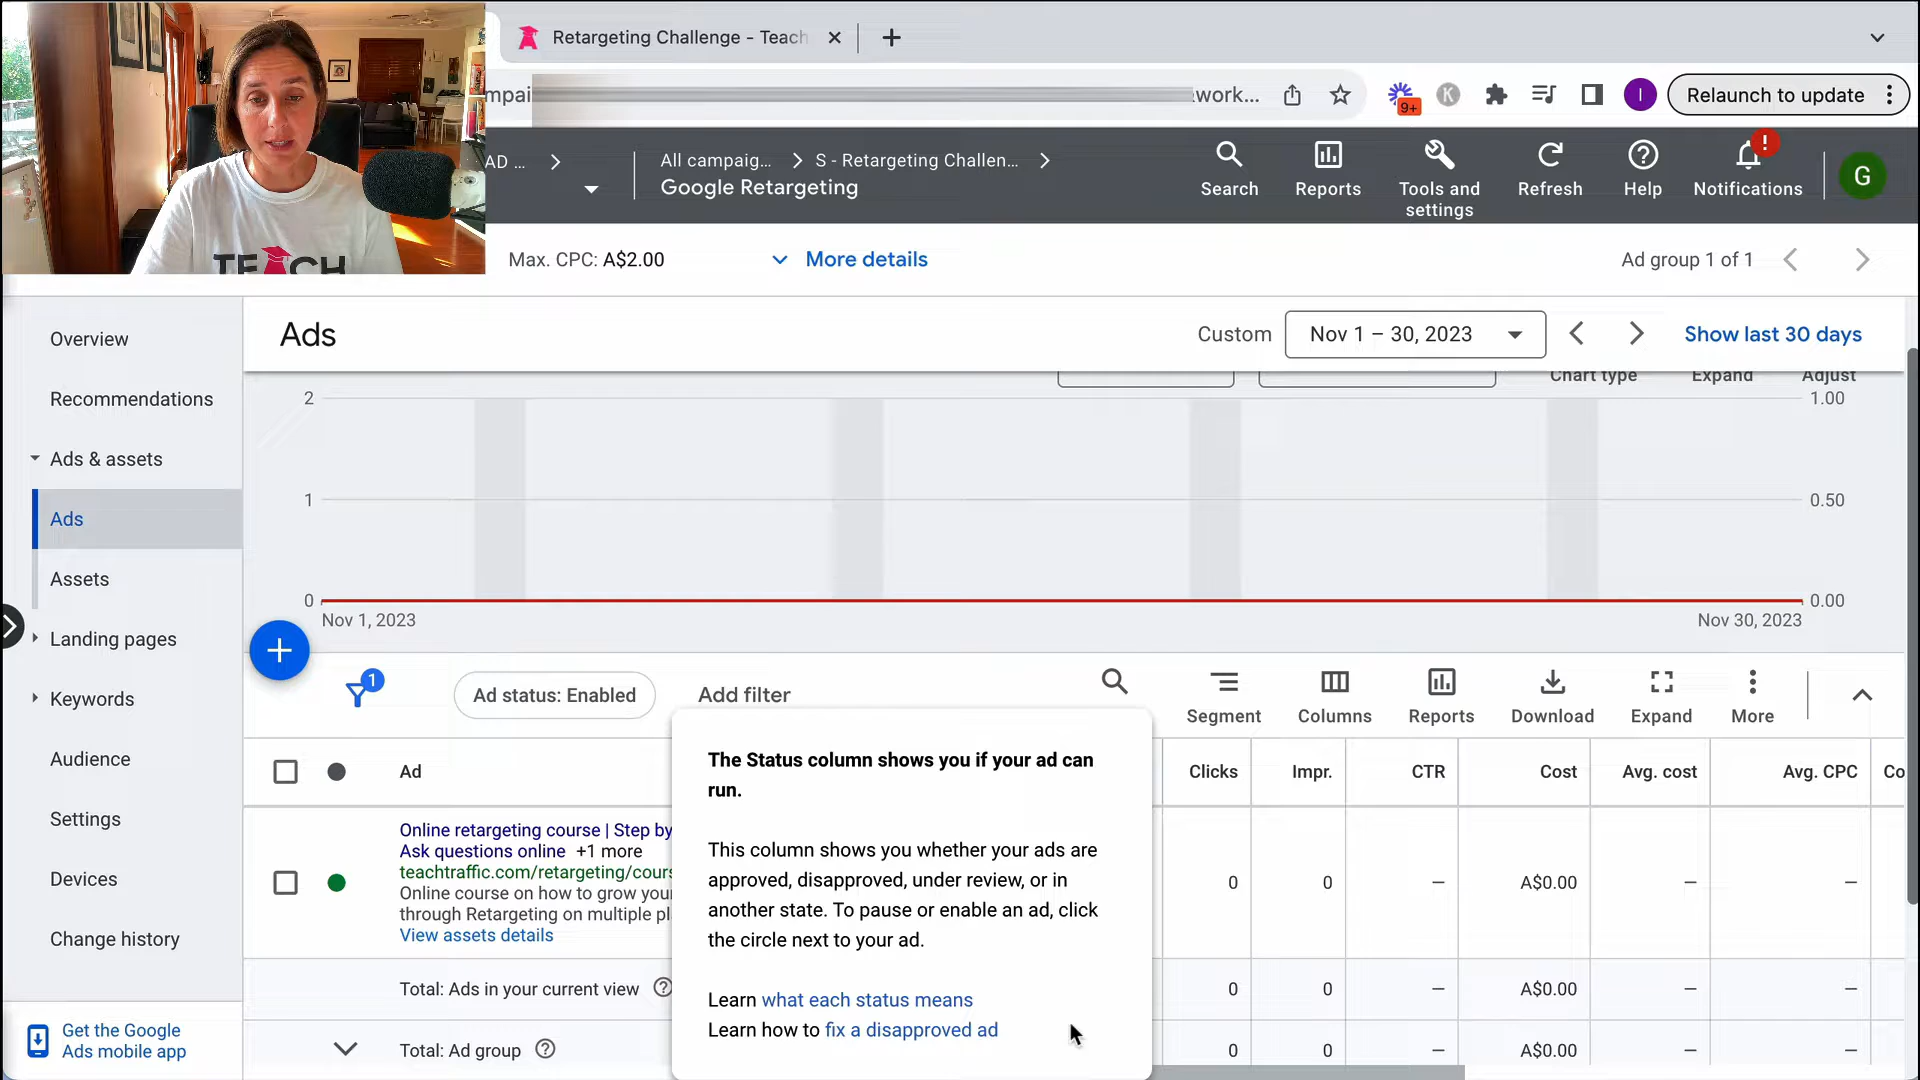 Retargeting Challenge - Teach
mpai
.work...
9+
K
I
Relaunch to update
AD ...
All campaig...
S - Retargeting Challen...
Google Retargeting
Search
Reports
Tools and
settings
Refresh
Help
!
Notifications
G
TEACH
Max. CPC: A$2.00
More details
Ad group 1 of 1
Overview
Recommendations
Ads & assets
Ads
Assets
Landing pages
Keywords
Audience
Settings
Devices
Change history
Get the Google
Ads mobile app
Ads
Custom
Nov 1 – 30, 2023
Show last 30 days
Chart type
Expand
Adjust
2
1.00
1
0.50
0
0.00
Nov 1, 2023
Nov 30, 2023
1
Ad status: Enabled
Add filter
Segment
Columns
Reports
Download
Expand
More
Ad
Clicks
Impr.
CTR
Cost
Avg. cost
Avg. CPC
Co
Online retargeting course | Step by
Ask questions online +1 more
teachtraffic.com/retargeting/cours
Online course on how to grow you
through Retargeting on multiple pl
View assets details
0
0
–
A$0.00
–
–
The Status column shows you if your ad can
run.
This column shows you whether your ads are
approved, disapproved, under review, or in
another state. To pause or enable an ad, click
the circle next to your ad.
Learn what each status means
Learn how to fix a disapproved ad
Total: Ads in your current view
0
0
–
A$0.00
–
–
Total: Ad group
0
0
–
A$0.00
–
–